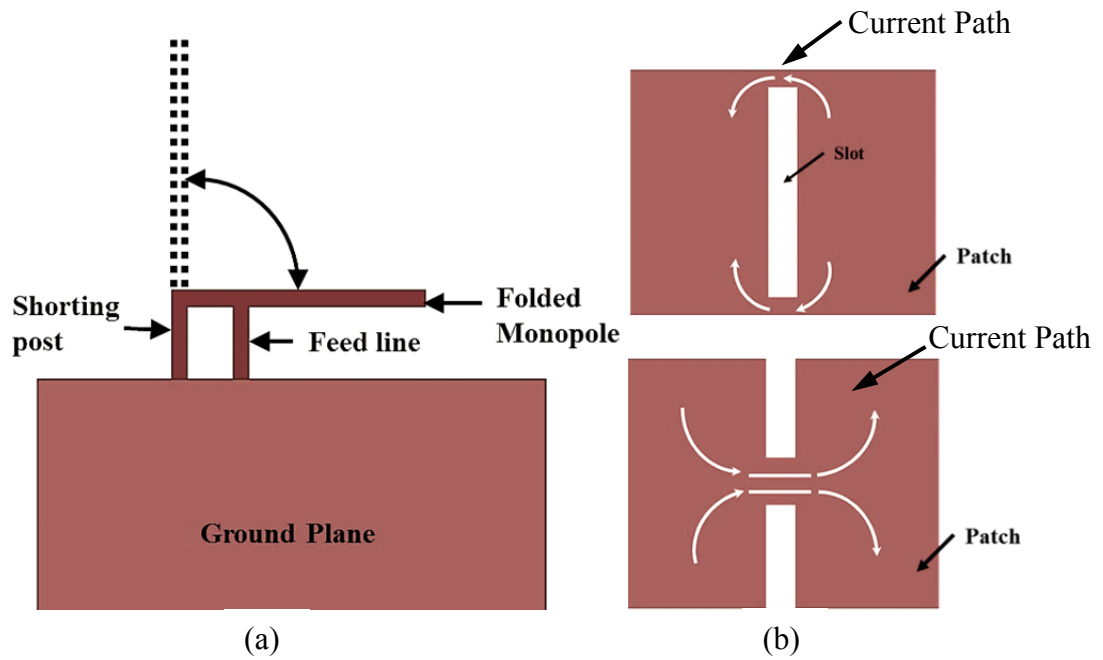 Shorting
post
Feed line
Folded
Monopole
Ground Plane
(a)
Current Path
Slot
Patch
Current Path
Patch
(b)